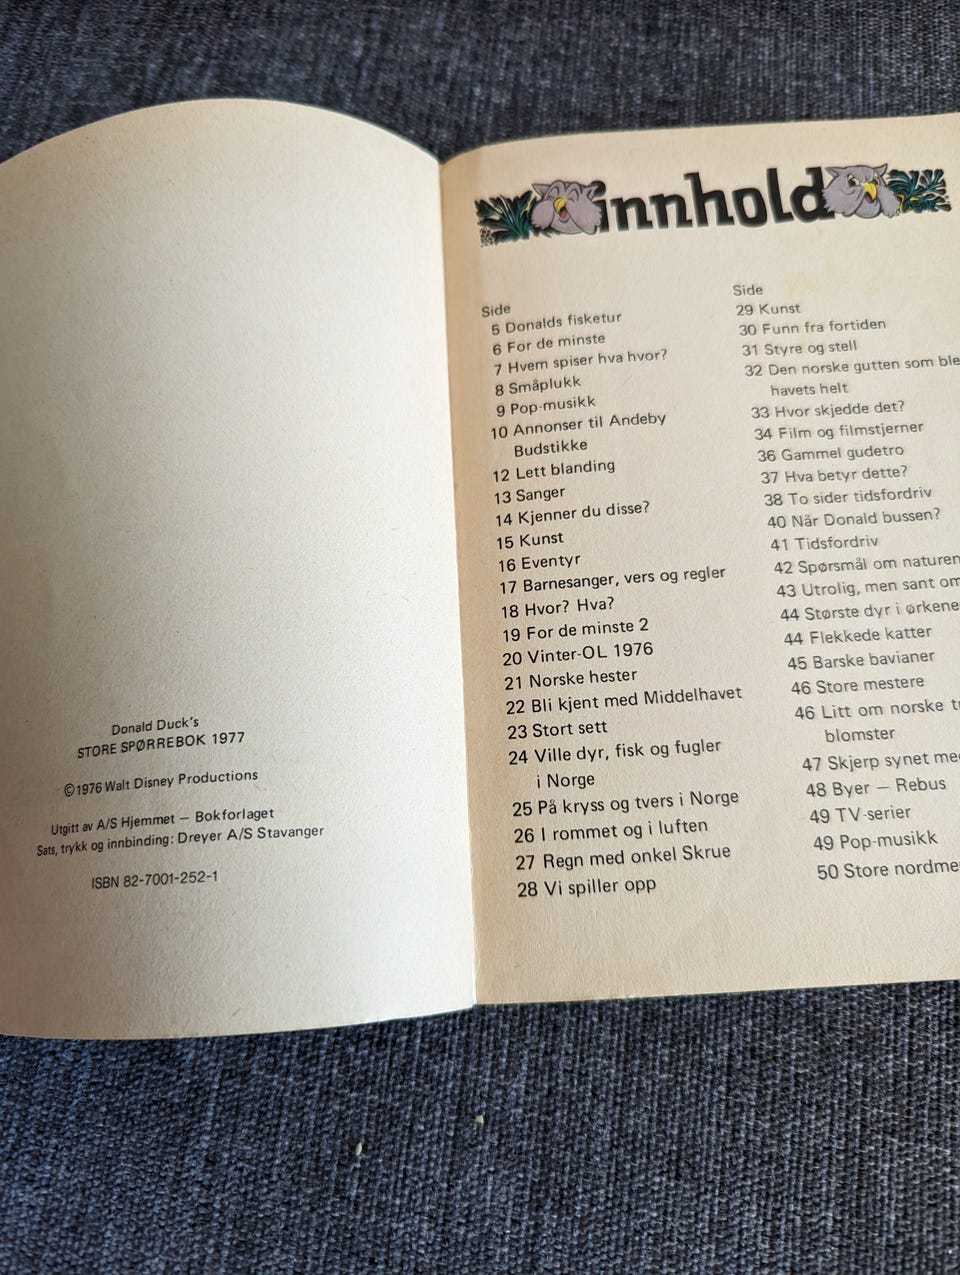 Donald Duck's
STORE SPØRREBOK 1977
©1976 Walt Disney Productions
Utgitt av A/S Hjemmet — Bokforlaget
Sats, trykk og innbinding: Dreyer A/S Stavanger
ISBN 82-7001-252-1
innhold
Side
5 Donalds fisketur
6 For de minste
7 Hvem spiser hva hvor?
8 Småplukk
9 Pop-musikk
10 Annonser til Andeby
Budstikke
12 Lett blanding
13 Sanger
14 Kjenner du disse?
15 Kunst
16 Eventyr
17 Barnesanger, vers og regler
18 Hvor? Hva?
19 For de minste 2
20 Vinter-OL 1976
21 Norske hester
22 Bli kjent med Middelhavet
23 Stort sett
24 Ville dyr, fisk og fugler
i Norge
25 På kryss og tvers i Norge
26 I rommet og i luften
27 Regn med onkel Skrue
28 Vi spiller opp
Side
29 Kunst
30 Funn fra fortiden
31 Styre og stell
32 Den norske gutten som ble
havets helt
33 Hvor skjedde det?
34 Film og filmstjerner
36 Gammel gudetro
37 Hva betyr dette?
38 To sider tidsfordriv
40 Når Donald bussen?
41 Tidsfordriv
42 Spørsmål om naturen
43 Utrolig, men sant
44 Største dyr i
44 Flekkede katter
45 Barske bavianer
46 Store mestere
46 Litt om norske
blomster
47 Skjerp synet
48 Byer — Rebus
49 TV-serier
49 Pop-musikk
50 Store